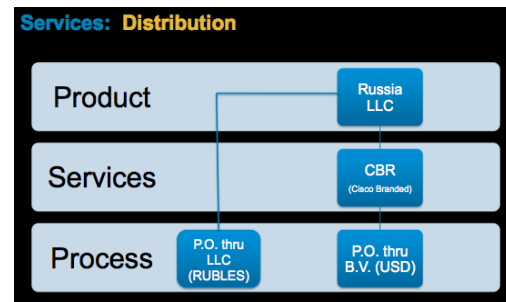 Services: Distribution
Product
Russia
LLC
Services
CBR
(Cisco Branded)
Process
P.O. thru
LLC
(RUBLES)
P.O. thru
B.V. (USD)